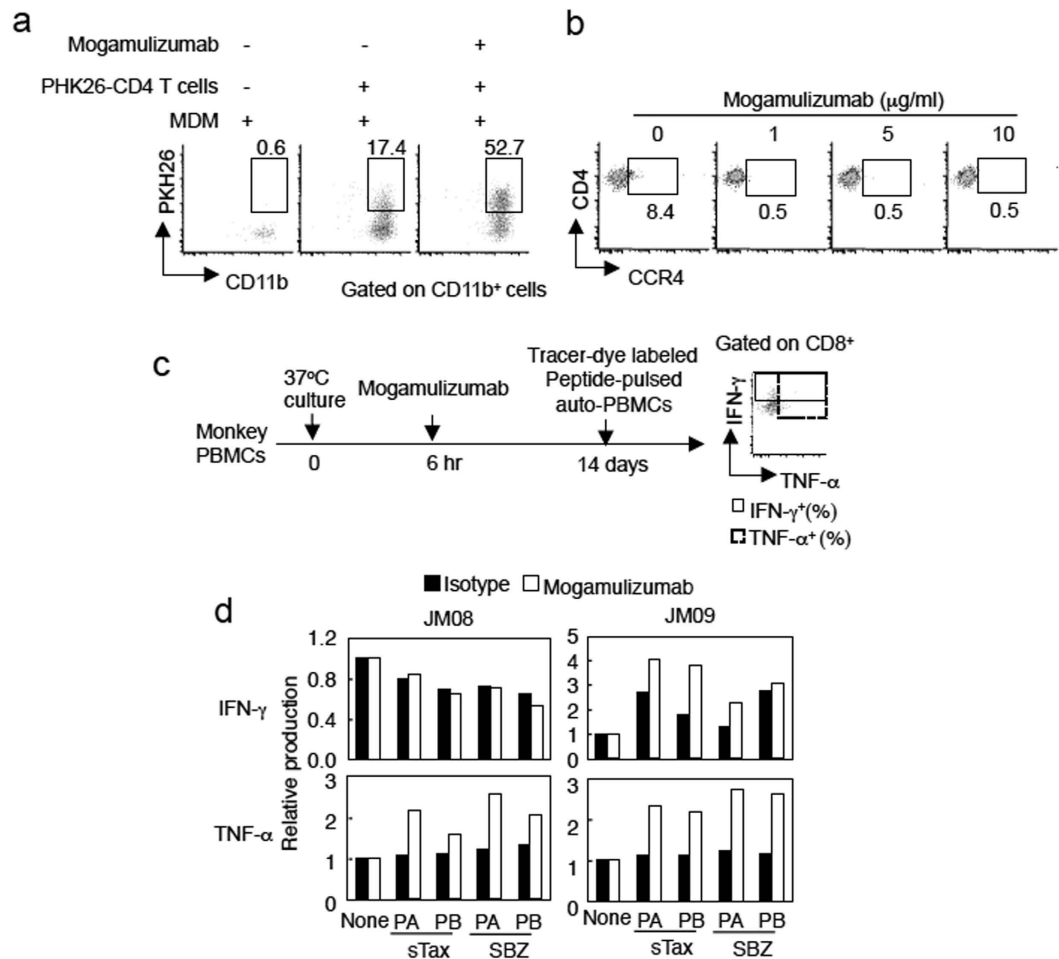 a
Mogamulizumab - - +
PHK26-CD4 T cells - + +
MDM + + +
0.6 17.4 52.7
PKH26
CD11b
Gated on CD11b+ cells
b
Mogamulizumab (μg/ml)
0 1 5 10
CD4
8.4 0.5 0.5 0.5
CCR4
c
Monkey
PBMCs
37ºC
culture
Mogamulizumab
Tracer-dye labeled
Peptide-pulsed
auto-PBMCs
0 6 hr 14 days
Gated on CD8+
IFN-γ
TNF-α
IFN-γ+(%)
TNF-α+(%)
d
Isotype Mogamulizumab
JM08 JM09
Relative production
IFN-γ
1.2
0.8
0.4
0.0
5
4
3
2
1
0
TNF-α
3
2
1
0
3
2
1
0
None PA PB PA PB
sTax SBZ
None PA PB PA PB
sTax SBZ